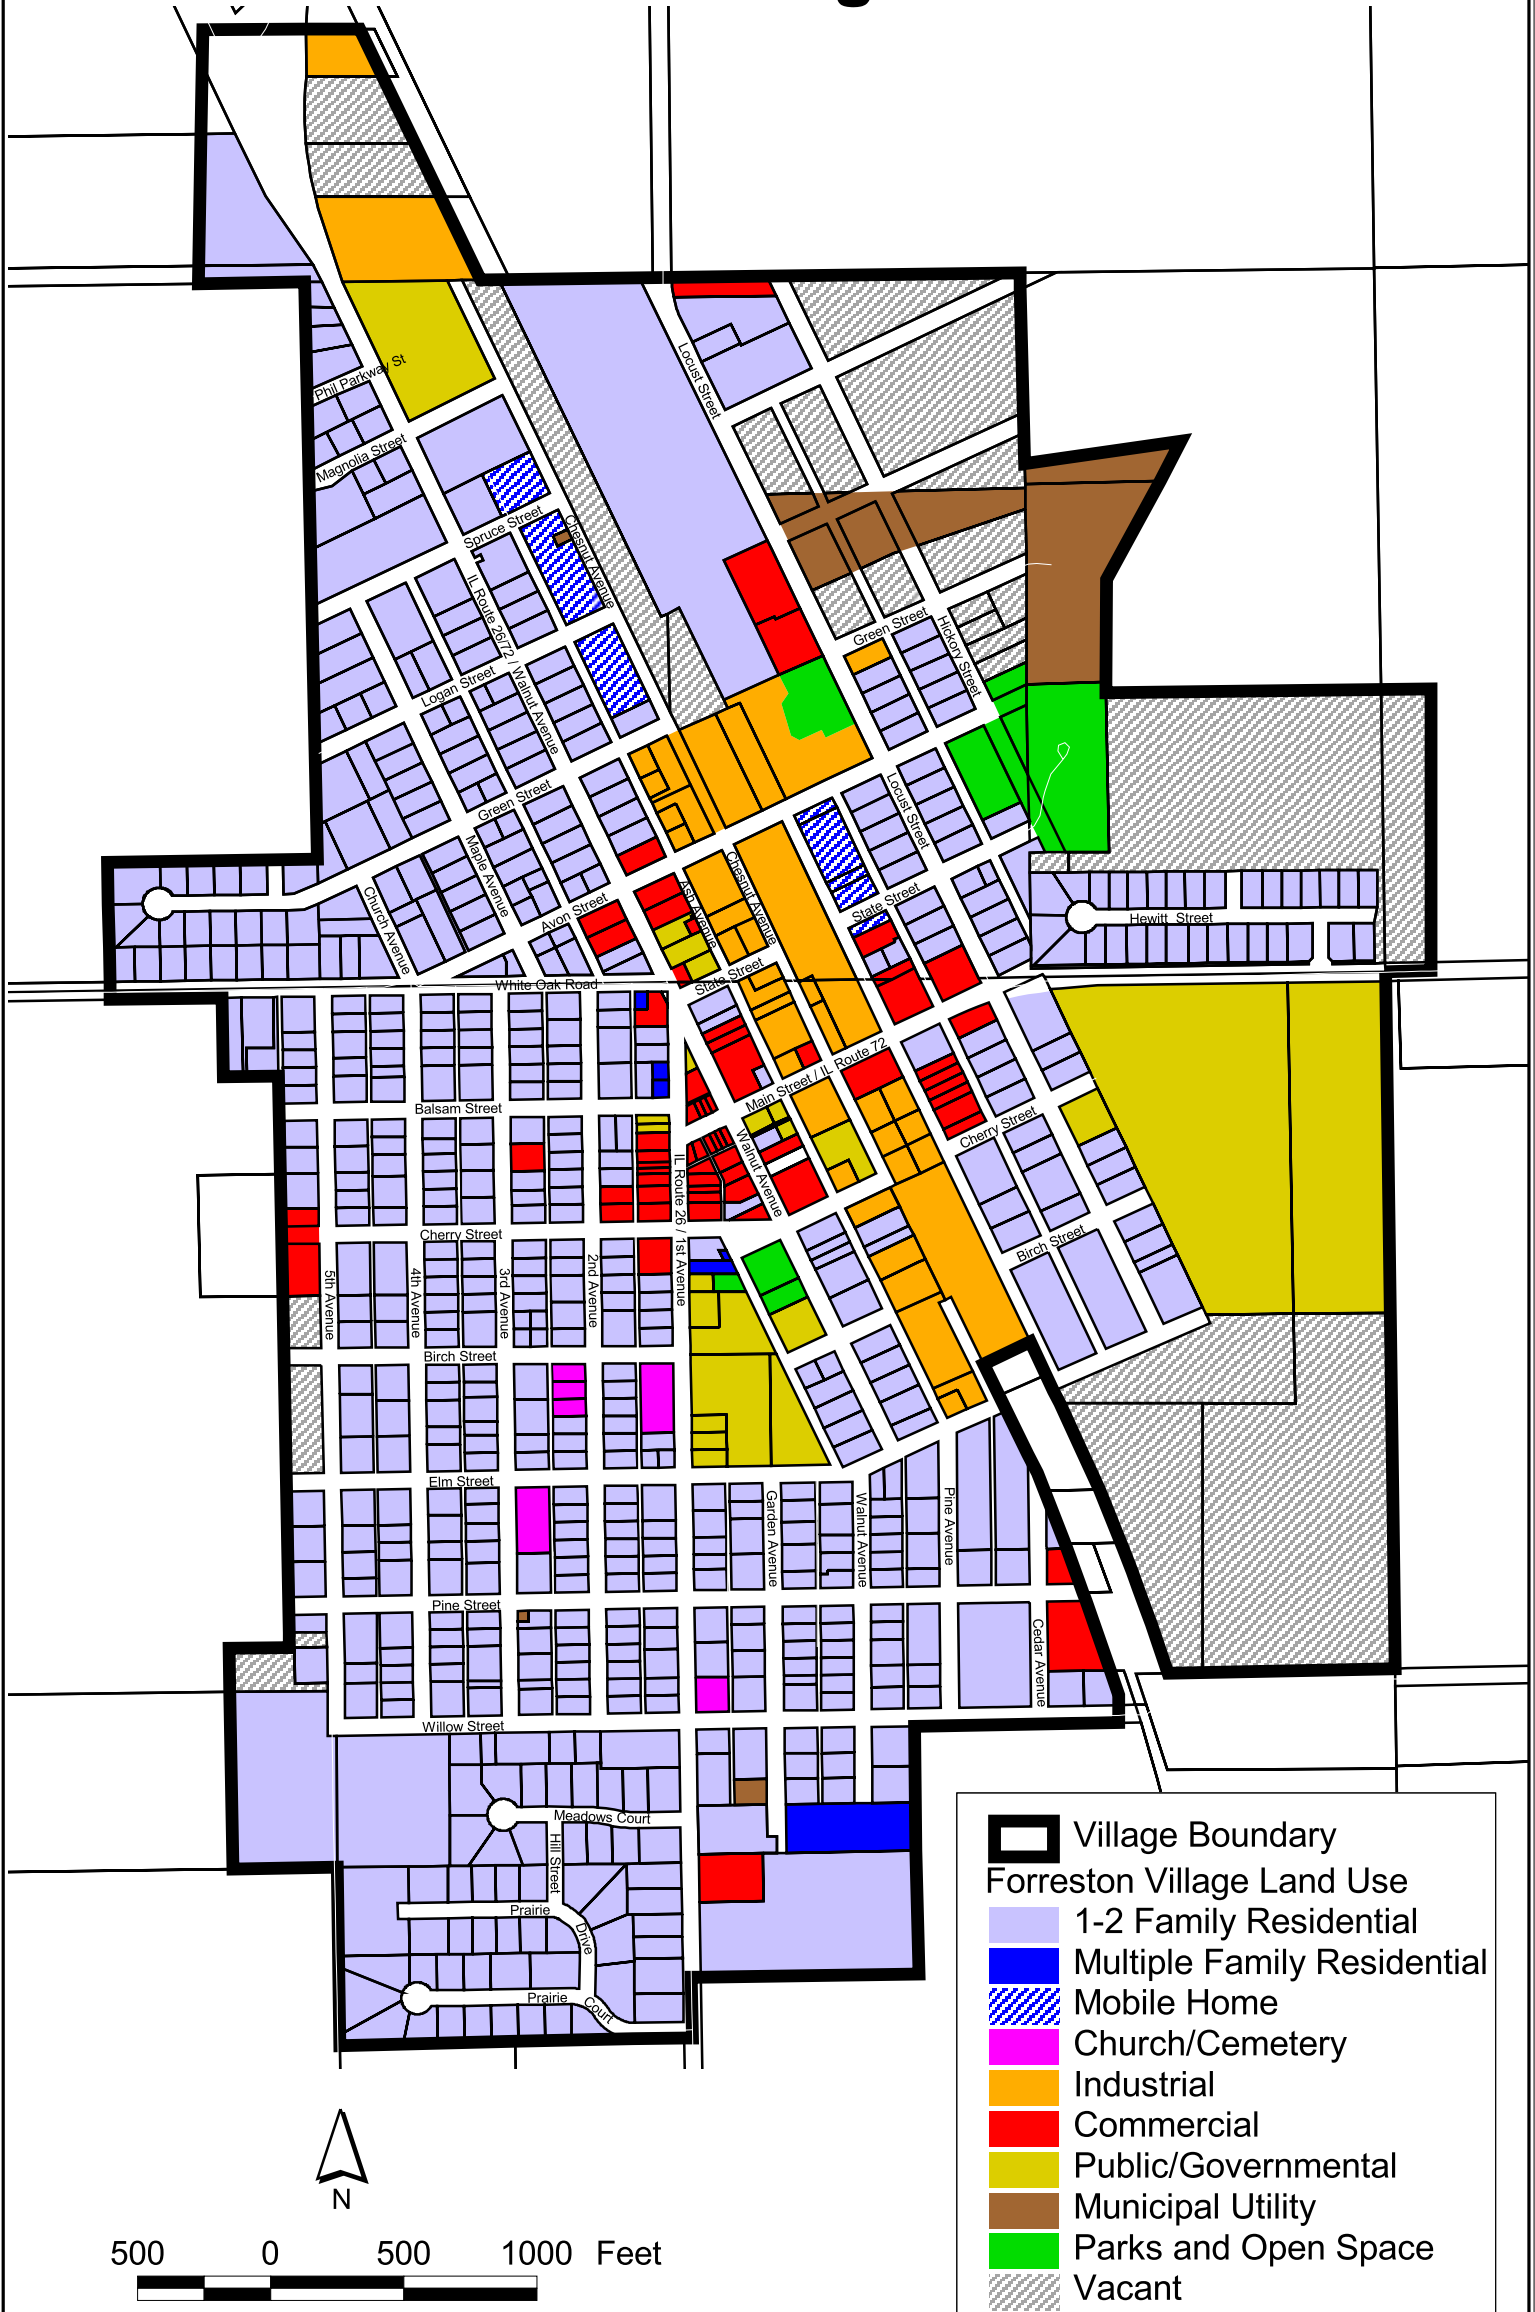 Phil Parkway St
Locust Street
Magnolia Street
Spruce Street
Chesnut Avenue
IL Route 26/72 / Walnut Avenue
Green Street
Hickory Street
Logan Street
Green Street
Locust Street
Maple Avenue
Chesnut Avenue
Ash Avenue
Church Avenue
Avon Street
State Street
Hewitt Street
State Street
White Oak Road
Main Street / IL Route 72
Balsam Street
Cherry Street
Walnut Avenue
IL Route 26 / 1st Avenue
Cherry Street
Birch Street
5th Avenue
4th Avenue
3rd Avenue
2nd Avenue
Birch Street
Elm Street
Garden Avenue
Walnut Avenue
Pine Avenue
Pine Street
Cedar Avenue
Willow Street
Meadows Court
Hill Street
Prairie
Drive
Prairie
Court
Village Boundary
Forreston Village Land Use
1-2 Family Residential
Multiple Family Residential
Mobile Home
Church/Cemetery
Industrial
Commercial
Public/Governmental
Municipal Utility
Parks and Open Space
Vacant
N
500 0 500 1000 Feet